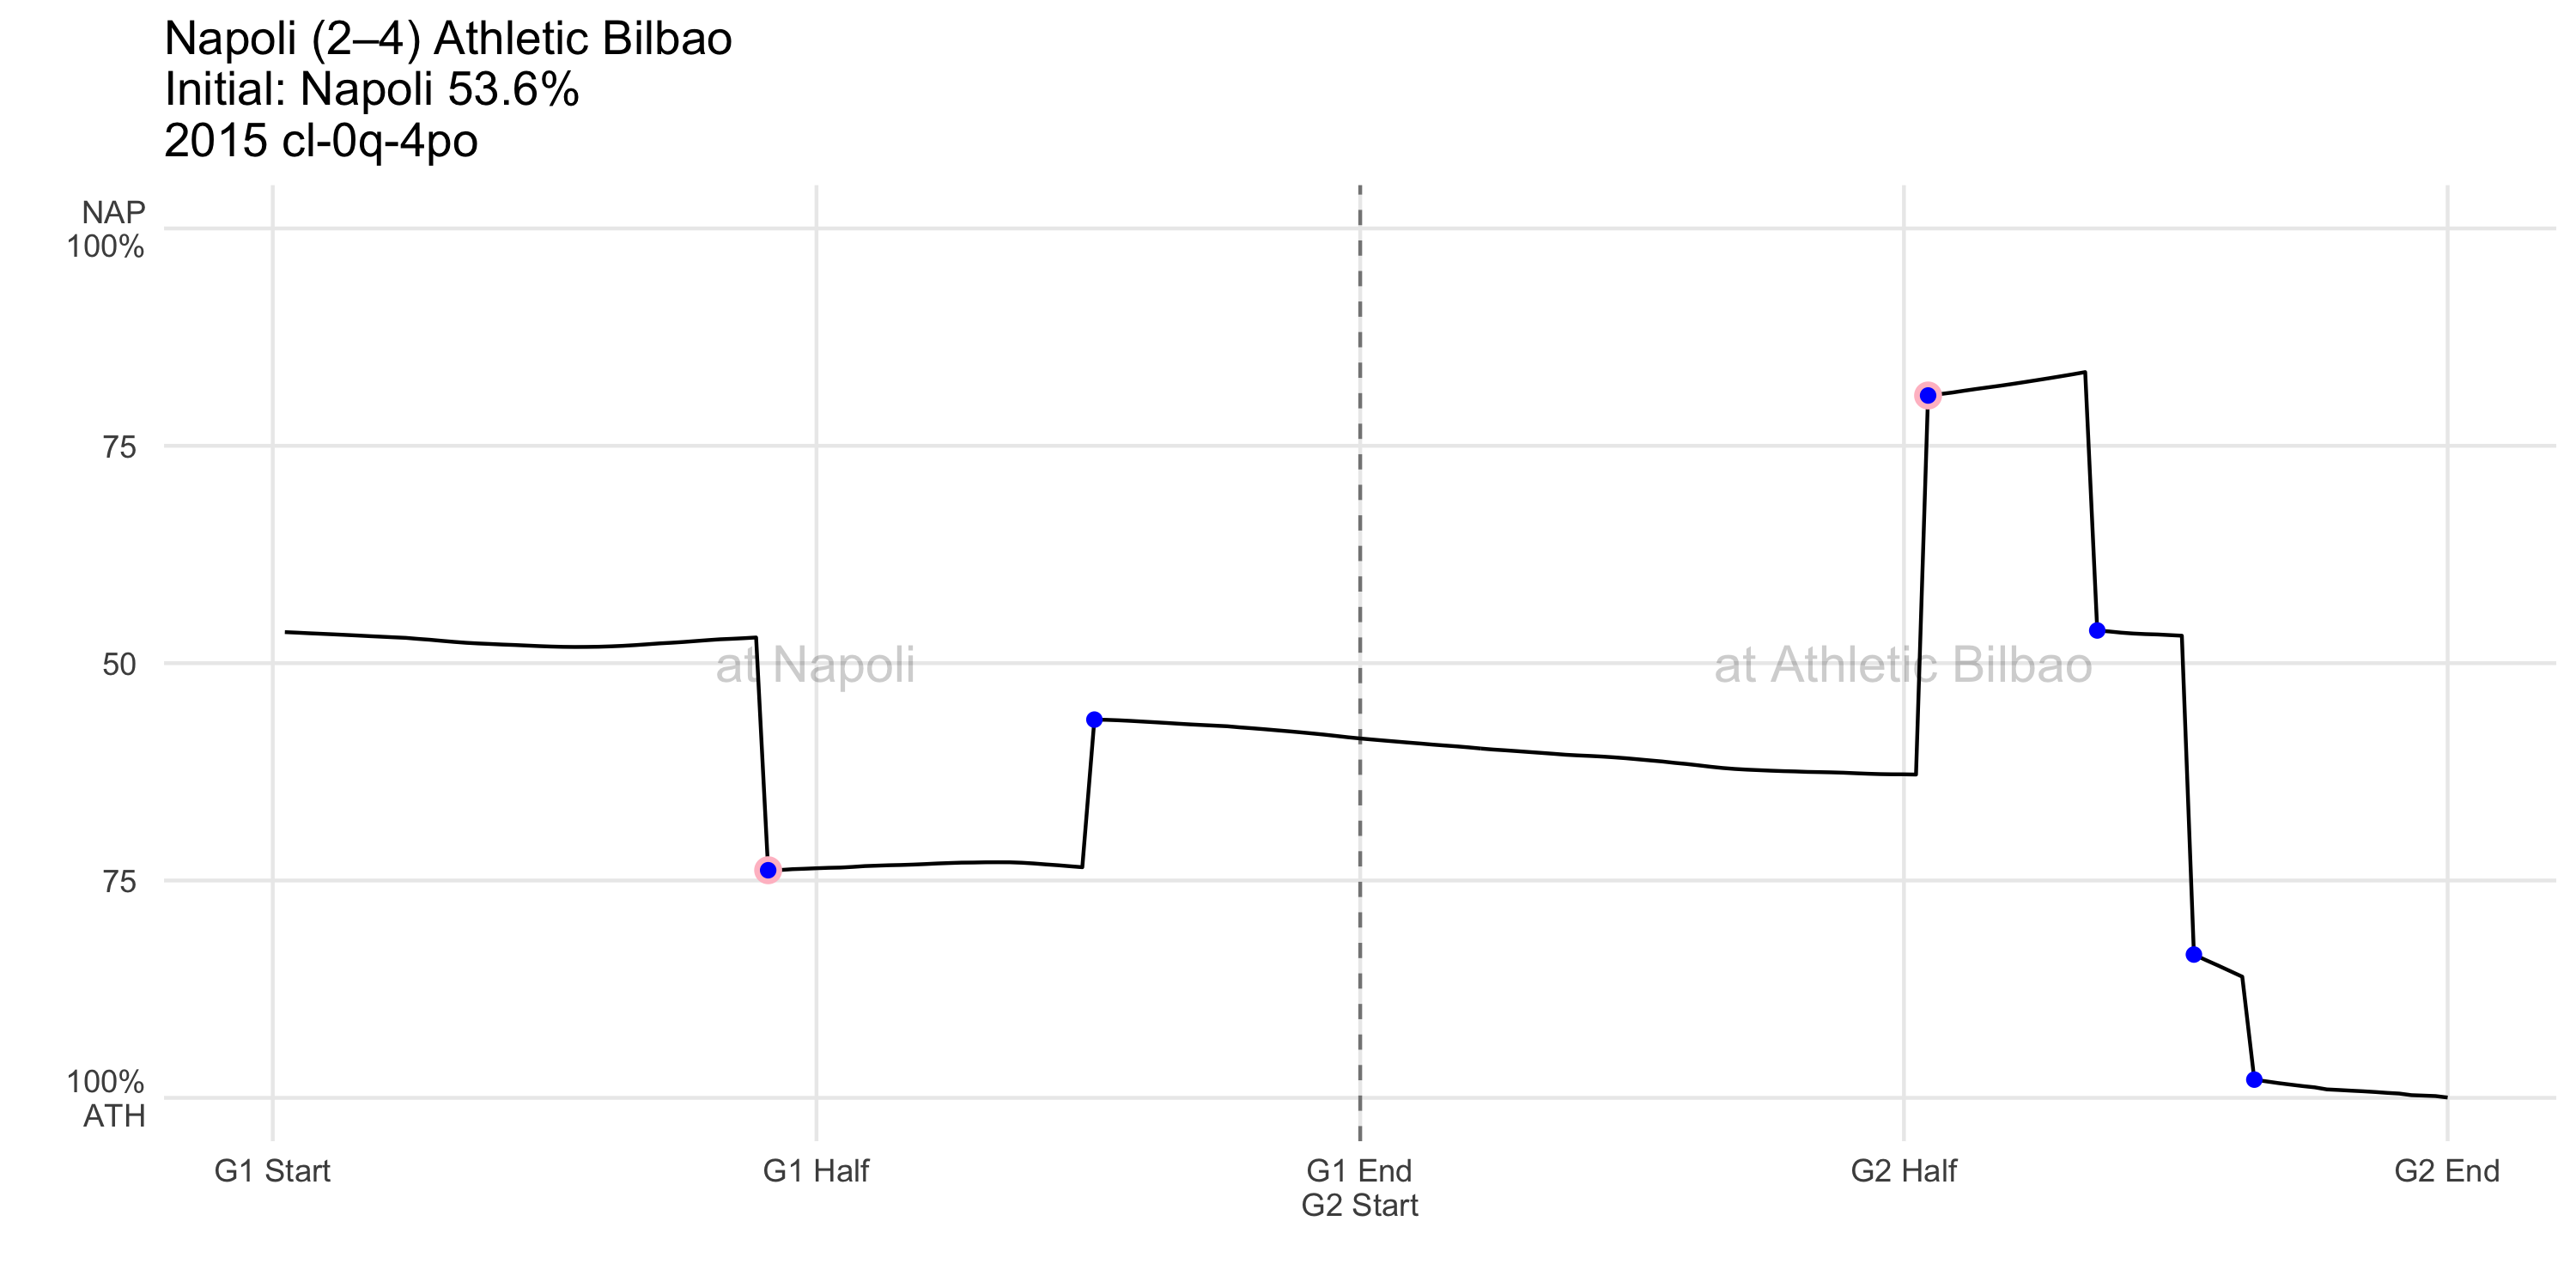 Napoli (2–4) Athletic Bilbao
Initial: Napoli 53.6%
2015 cl-0q-4po
NAP
100%
75
50
75
100%
ATH
at Napoli
at Athletic Bilbao
G1 Start
G1 Half
G1 End
G2 Start
G2 Half
G2 End